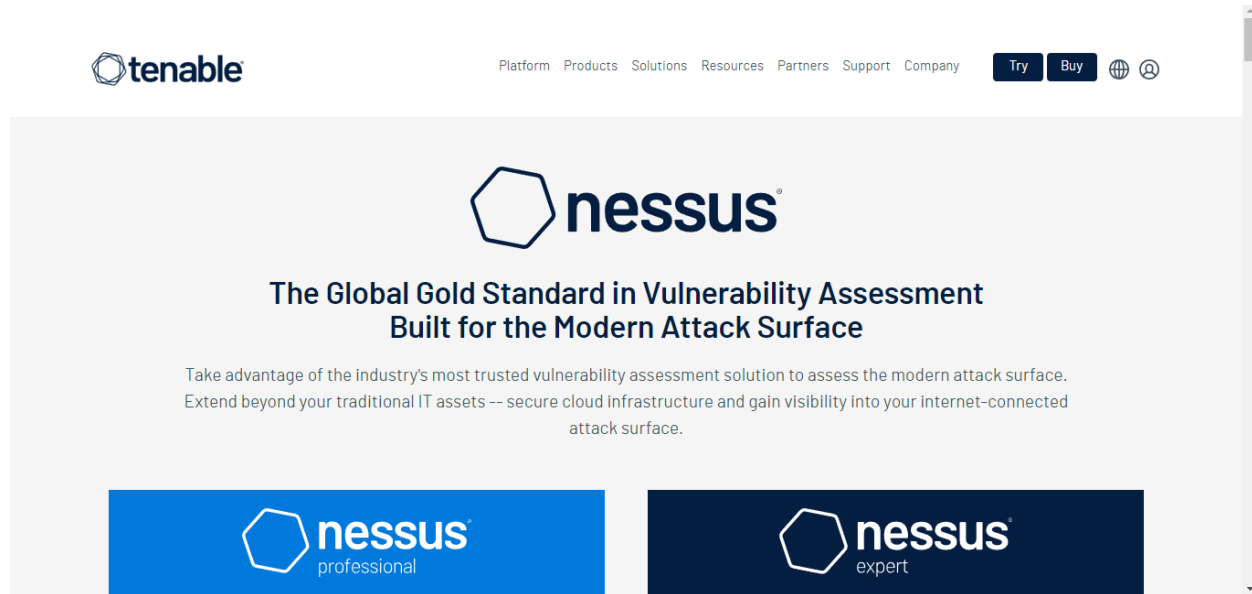 tenable
Platform Products Solutions Resources Partners Support Company Try Buy
nessus®
The Global Gold Standard in Vulnerability Assessment
Built for the Modern Attack Surface
Take advantage of the industry's most trusted vulnerability assessment solution to assess the modern attack surface.
Extend beyond your traditional IT assets -- secure cloud infrastructure and gain visibility into your internet-connected
attack surface.
nessus®
professional
nessus®
expert